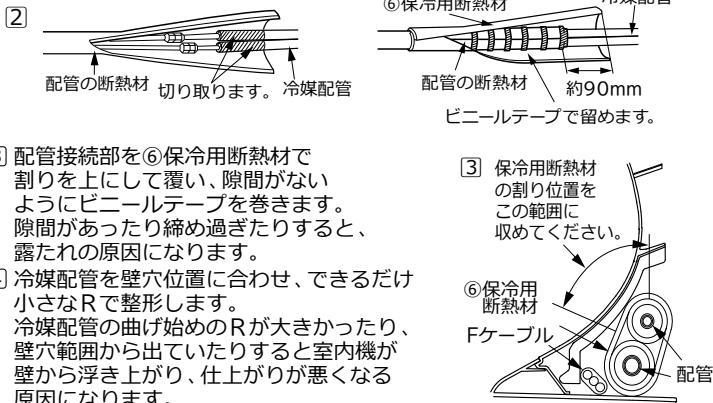 2
配管の断熱材
切り取ります。
冷媒配管
⑥保冷用断熱材
配管の断熱材
約90mm
ビニールテープで留めます。
配管接続部を⑥保冷用断熱材で
割りを上にして覆い、隙間がない
ようにビニールテープを巻きます。
隙間があったり締め過ぎたりすると、
露たれの原因になります。
冷媒配管を壁穴位置に合わせ、できるだけ
小さなRで整形します。
冷媒配管の曲げ始めのRが大きかったり、
壁穴範囲から出ていたりすると室内機が
壁から浮き上がり、仕上がりが悪くなる
原因になります。
3 保冷用断熱材
の割り位置を
この範囲に
収めてください。
⑥保冷用
断熱材
Fケーブル
配管